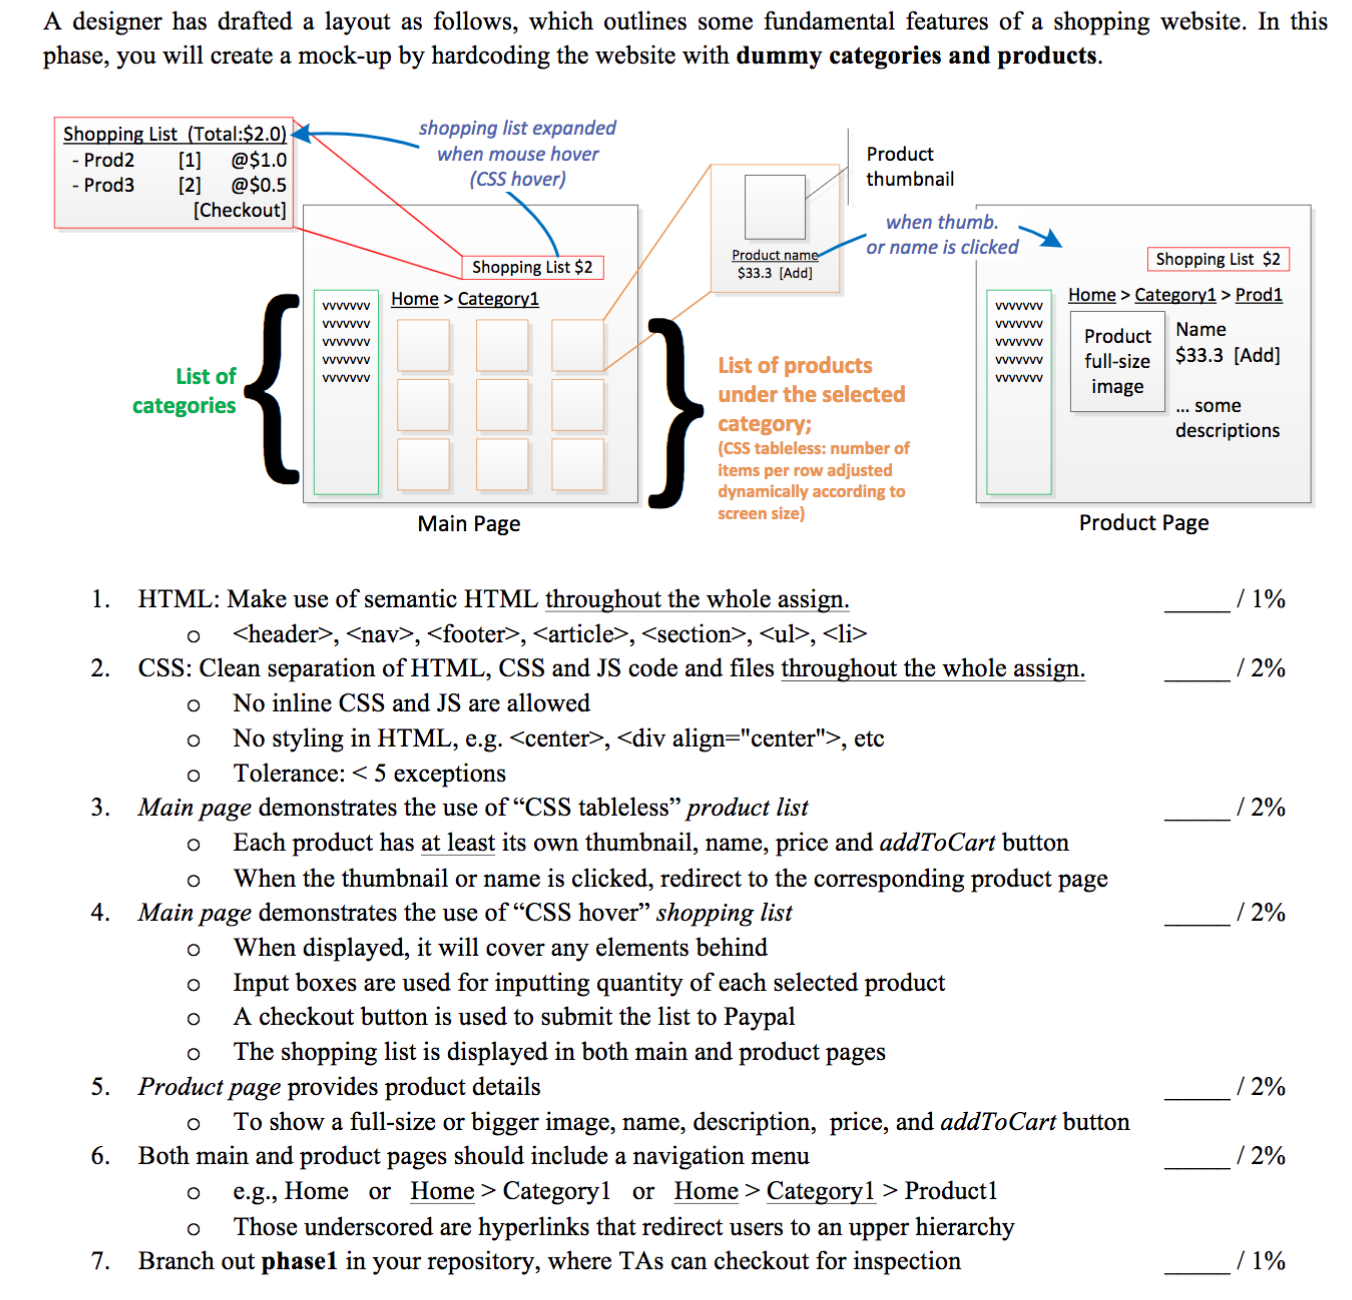 A designer has drafted a layout as follows, which outlines some fundamental features of a shopping website. In this
phase, you will create a mock-up by hardcoding the website with dummy categories and products.
Shopping List (Total:$2.0)
- Prod2 [1] @$1.0
- Prod3 [2] @$0.5
[Checkout]
shopping list expanded
when mouse hover
(CSS hover)
Shopping List $2
Home > Category1
vvvvvvv
vvvvvvv
vvvvvvv
vvvvvvv
vvvvvvv
List of
categories
Main Page
Product
thumbnail
Product name
$33.3 [Add]
when thumb.
or name is clicked
List of products
under the selected
category;
(CSS tableless: number of
items per row adjusted
dynamically according to
screen size)
Shopping List $2
Home > Category1 > Prod1
vvvvvvv
vvvvvvv
vvvvvvv
vvvvvvv
vvvvvvv
Product
full-size
image
Name
$33.3 [Add]
... some
descriptions
Product Page
1. HTML: Make use of semantic HTML throughout the whole assign. _____ / 1%
o <header>, <nav>, <footer>, <article>, <section>, <ul>, <li>
2. CSS: Clean separation of HTML, CSS and JS code and files throughout the whole assign. _____ / 2%
o No inline CSS and JS are allowed
o No styling in HTML, e.g. <center>, <div align="center">, etc
o Tolerance: < 5 exceptions
3. Main page demonstrates the use of “CSS tableless” product list _____ / 2%
o Each product has at least its own thumbnail, name, price and addToCart button
o When the thumbnail or name is clicked, redirect to the corresponding product page
4. Main page demonstrates the use of “CSS hover” shopping list _____ / 2%
o When displayed, it will cover any elements behind
o Input boxes are used for inputting quantity of each selected product
o A checkout button is used to submit the list to Paypal
o The shopping list is displayed in both main and product pages
5. Product page provides product details _____ / 2%
o To show a full-size or bigger image, name, description, price, and addToCart button
6. Both main and product pages should include a navigation menu _____ / 2%
o e.g., Home or Home > Category1 or Home > Category1 > Product1
o Those underscored are hyperlinks that redirect users to an upper hierarchy
7. Branch out phase1 in your repository, where TAs can checkout for inspection _____ / 1%